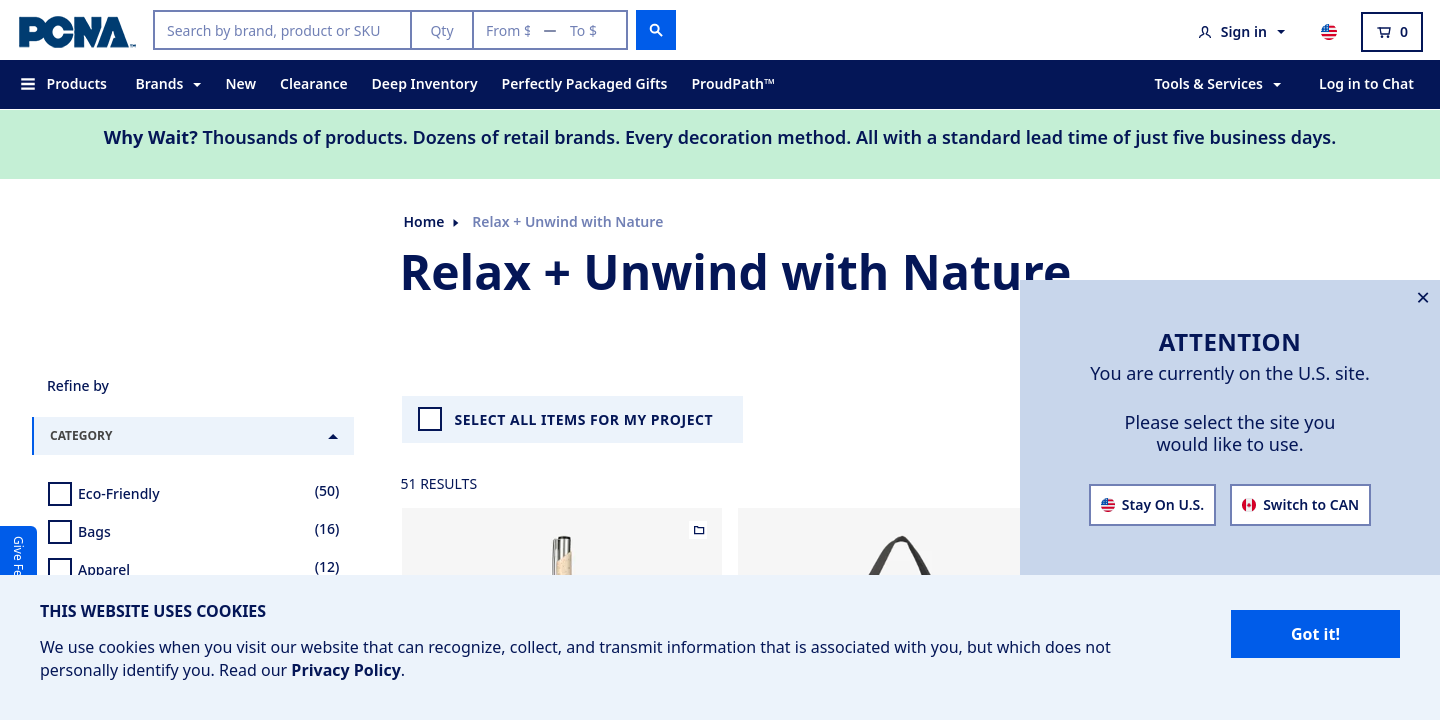 PCNA™
Search by brand, product or SKU
Qty
From $ — To $
Sign in
0
Products
Brands
New
Clearance
Deep Inventory
Perfectly Packaged Gifts
ProudPath™
Tools & Services
Log in to Chat
Why Wait? Thousands of products. Dozens of retail brands. Every decoration method. All with a standard lead time of just five business days.
Home
Relax + Unwind with Nature
Relax + Unwind with Nature
Refine by
CATEGORY
Eco-Friendly (50)
Bags (16)
Apparel (12)
SELECT ALL ITEMS FOR MY PROJECT
51 RESULTS
×
ATTENTION
You are currently on the U.S. site.
Please select the site you
would like to use.
Stay On U.S.
Switch to CAN
Give Fe
THIS WEBSITE USES COOKIES
We use cookies when you visit our website that can recognize, collect, and transmit information that is associated with you, but which does not
personally identify you. Read our Privacy Policy.
Got it!